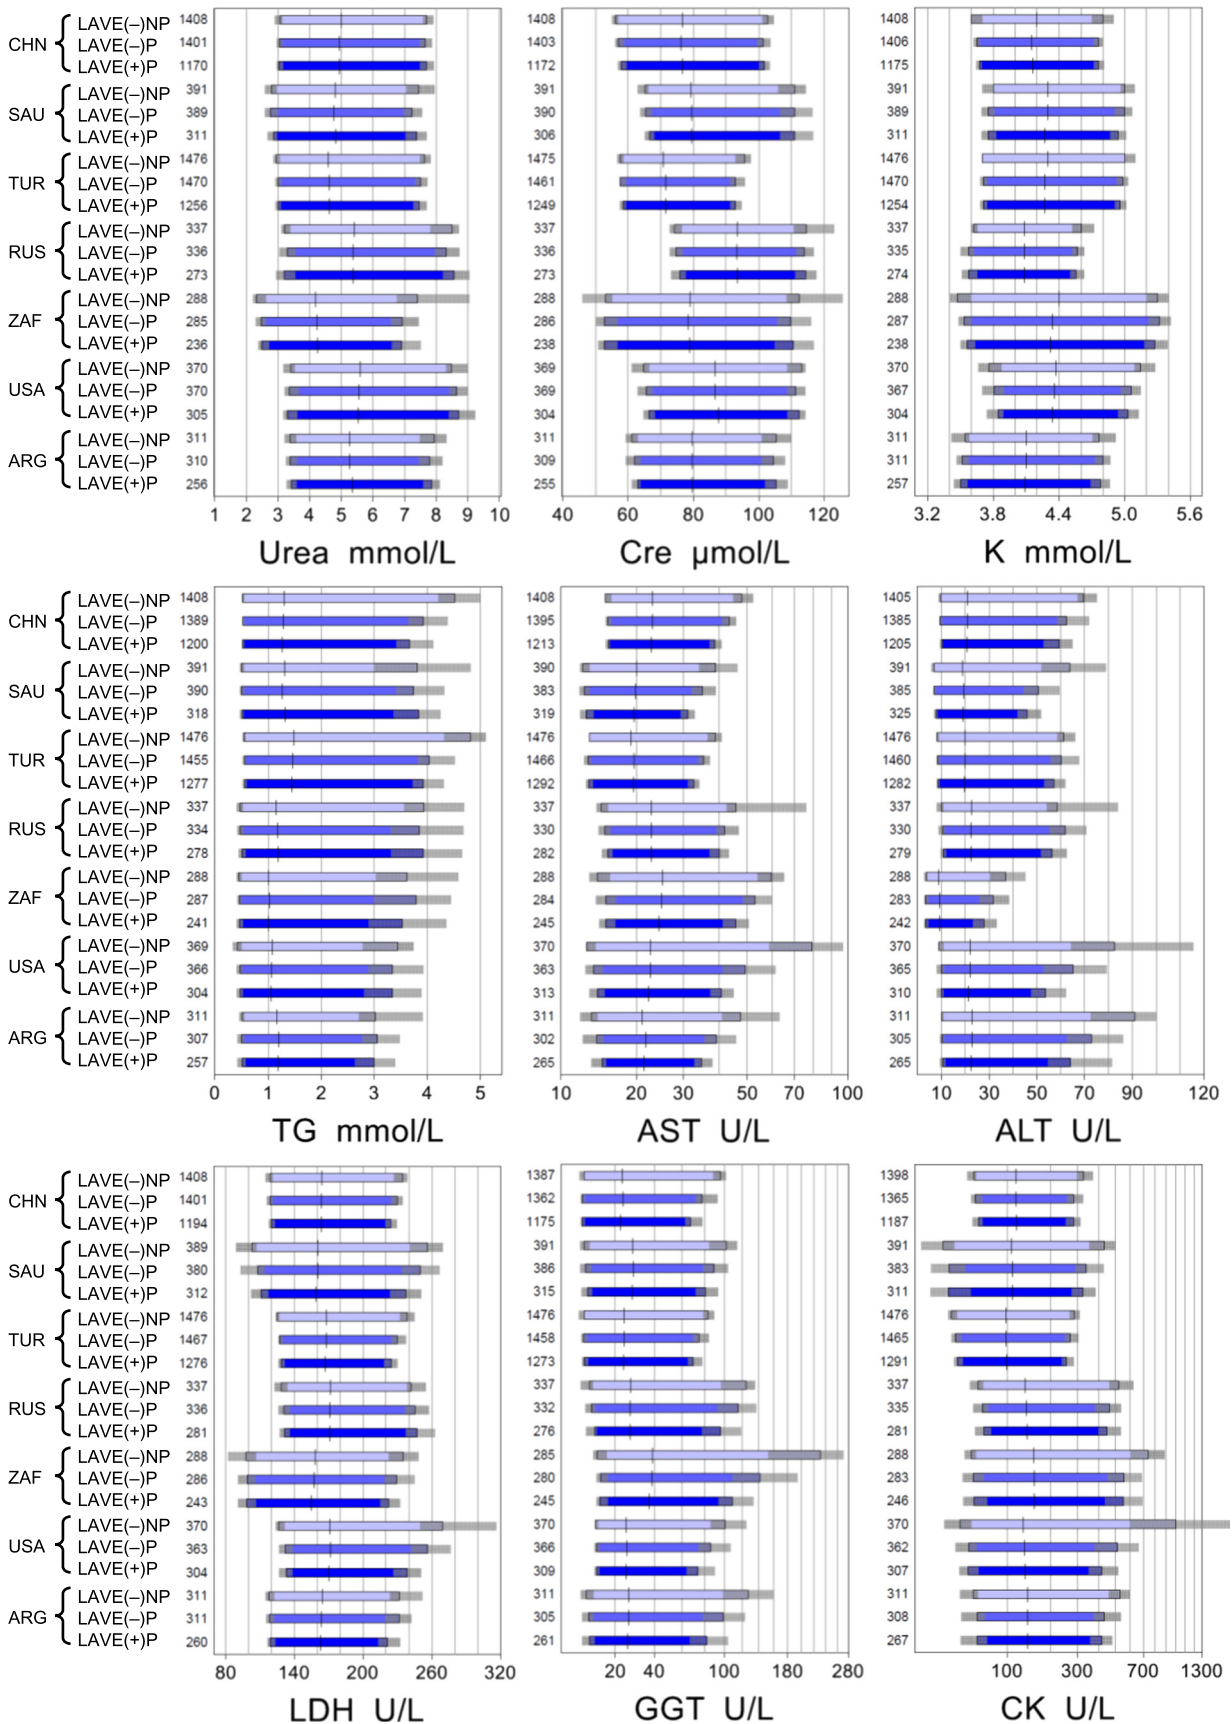 CHN { LAVE(–)NP 1408 1408 1408
LAVE(–)P 1401 1403 1406
LAVE(+)P 1170 1172 1175
SAU { LAVE(–)NP 391 391 391
LAVE(–)P 389 390 389
LAVE(+)P 311 306 311
TUR { LAVE(–)NP 1476 1475 1476
LAVE(–)P 1470 1461 1470
LAVE(+)P 1256 1249 1254
RUS { LAVE(–)NP 337 337 337
LAVE(–)P 336 336 335
LAVE(+)P 273 273 274
ZAF { LAVE(–)NP 288 288 288
LAVE(–)P 285 286 287
LAVE(+)P 236 238 238
USA { LAVE(–)NP 370 369 370
LAVE(–)P 370 369 367
LAVE(+)P 305 304 304
ARG { LAVE(–)NP 311 311 311
LAVE(–)P 310 309 311
LAVE(+)P 256 255 257
1 2 3 4 5 6 7 8 9 10 40 60 80 100 120 3.2 3.8 4.4 5.0 5.6
Urea mmol/L Cre µmol/L K mmol/L
CHN { LAVE(–)NP 1408 1408 1405
LAVE(–)P 1389 1395 1385
LAVE(+)P 1200 1213 1205
SAU { LAVE(–)NP 391 390 391
LAVE(–)P 390 383 385
LAVE(+)P 318 319 325
TUR { LAVE(–)NP 1476 1476 1476
LAVE(–)P 1455 1466 1460
LAVE(+)P 1277 1292 1282
RUS { LAVE(–)NP 337 337 337
LAVE(–)P 334 330 330
LAVE(+)P 278 282 279
ZAF { LAVE(–)NP 288 288 288
LAVE(–)P 287 284 283
LAVE(+)P 241 245 242
USA { LAVE(–)NP 369 370 370
LAVE(–)P 366 363 365
LAVE(+)P 304 313 310
ARG { LAVE(–)NP 311 311 311
LAVE(–)P 307 302 305
LAVE(+)P 257 265 265
0 1 2 3 4 5 10 20 30 50 70 100 10 30 50 70 90 120
TG mmol/L AST U/L ALT U/L
CHN { LAVE(–)NP 1408 1387 1398
LAVE(–)P 1401 1362 1365
LAVE(+)P 1194 1175 1187
SAU { LAVE(–)NP 389 391 391
LAVE(–)P 380 386 383
LAVE(+)P 312 315 311
TUR { LAVE(–)NP 1476 1476 1476
LAVE(–)P 1467 1458 1465
LAVE(+)P 1276 1273 1291
RUS { LAVE(–)NP 337 337 337
LAVE(–)P 336 332 335
LAVE(+)P 281 276 281
ZAF { LAVE(–)NP 288 285 288
LAVE(–)P 286 280 283
LAVE(+)P 243 245 246
USA { LAVE(–)NP 370 370 370
LAVE(–)P 363 366 362
LAVE(+)P 304 309 307
ARG { LAVE(–)NP 311 311 311
LAVE(–)P 311 305 308
LAVE(+)P 260 261 267
80 140 200 260 320 20 40 100 180 280 100 300 700 1300
LDH U/L GGT U/L CK U/L